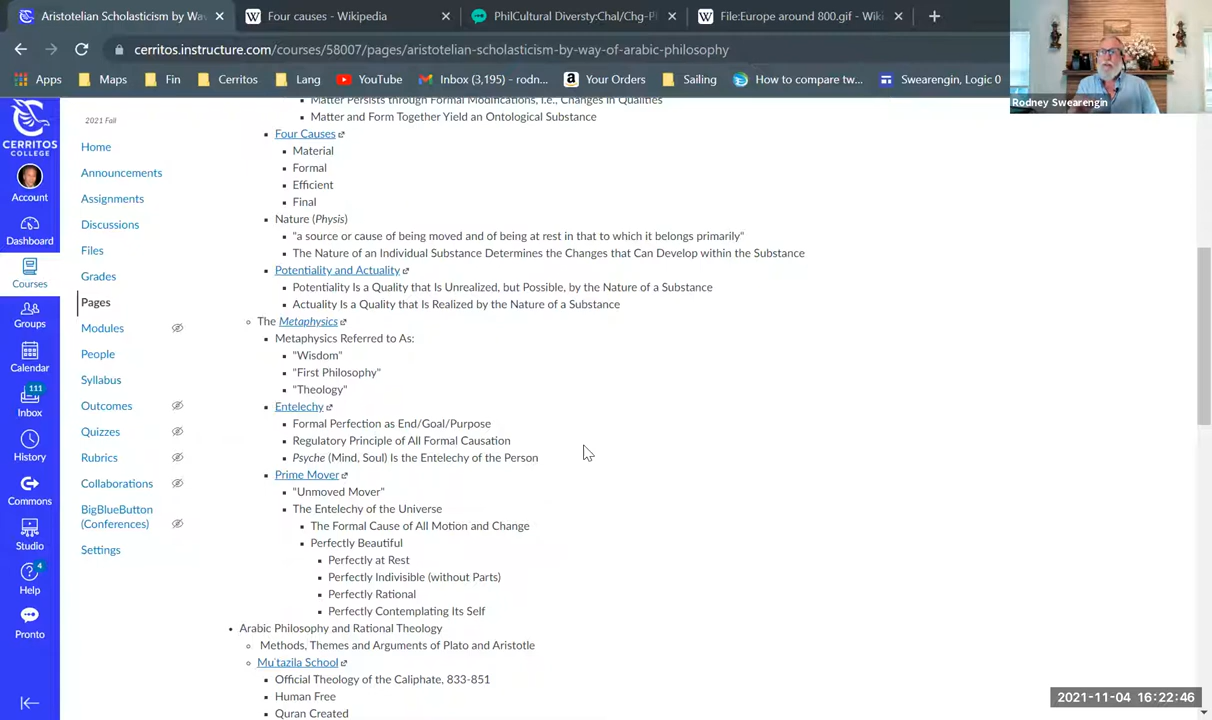 Aristotelian Scholasticism by Wa
Four causes - Wikipedia
PhilCultural Diversty:Chal/Chg-P
File:Europe around 800.gif - Wiki
cerritos.instructure.com/courses/58007/pages/aristotelian-scholasticism-by-way-of-arabic-philosophy
Apps
Maps
Fin
Cerritos
Lang
YouTube
Inbox (3,195) - rodn...
Your Orders
Sailing
How to compare tw...
Swearengin, Logic 0
Rodney Swearengin
CERRITOS
COLLEGE
Account
Dashboard
Courses
Groups
Calendar
111
Inbox
History
Commons
Studio
4
Help
Pronto
2021 Fall
Home
Announcements
Assignments
Discussions
Files
Grades
Pages
Modules
People
Syllabus
Outcomes
Quizzes
Rubrics
Collaborations
BigBlueButton
(Conferences)
Settings
Matter Persists through Formal Modifications, i.e., Changes in Qualities
Matter and Form Together Yield an Ontological Substance
Four Causes
Material
Formal
Efficient
Final
Nature (Physis)
"a source or cause of being moved and of being at rest in that to which it belongs primarily"
The Nature of an Individual Substance Determines the Changes that Can Develop within the Substance
Potentiality and Actuality
Potentiality Is a Quality that Is Unrealized, but Possible, by the Nature of a Substance
Actuality Is a Quality that Is Realized by the Nature of a Substance
The Metaphysics
Metaphysics Referred to As:
"Wisdom"
"First Philosophy"
"Theology"
Entelechy
Formal Perfection as End/Goal/Purpose
Regulatory Principle of All Formal Causation
Psyche (Mind, Soul) Is the Entelechy of the Person
Prime Mover
"Unmoved Mover"
The Entelechy of the Universe
The Formal Cause of All Motion and Change
Perfectly Beautiful
Perfectly at Rest
Perfectly Indivisible (without Parts)
Perfectly Rational
Perfectly Contemplating Its Self
Arabic Philosophy and Rational Theology
Methods, Themes and Arguments of Plato and Aristotle
Mu`tazila School
Official Theology of the Caliphate, 833-851
Human Free
Quran Created
2021-11-04 16:22:46